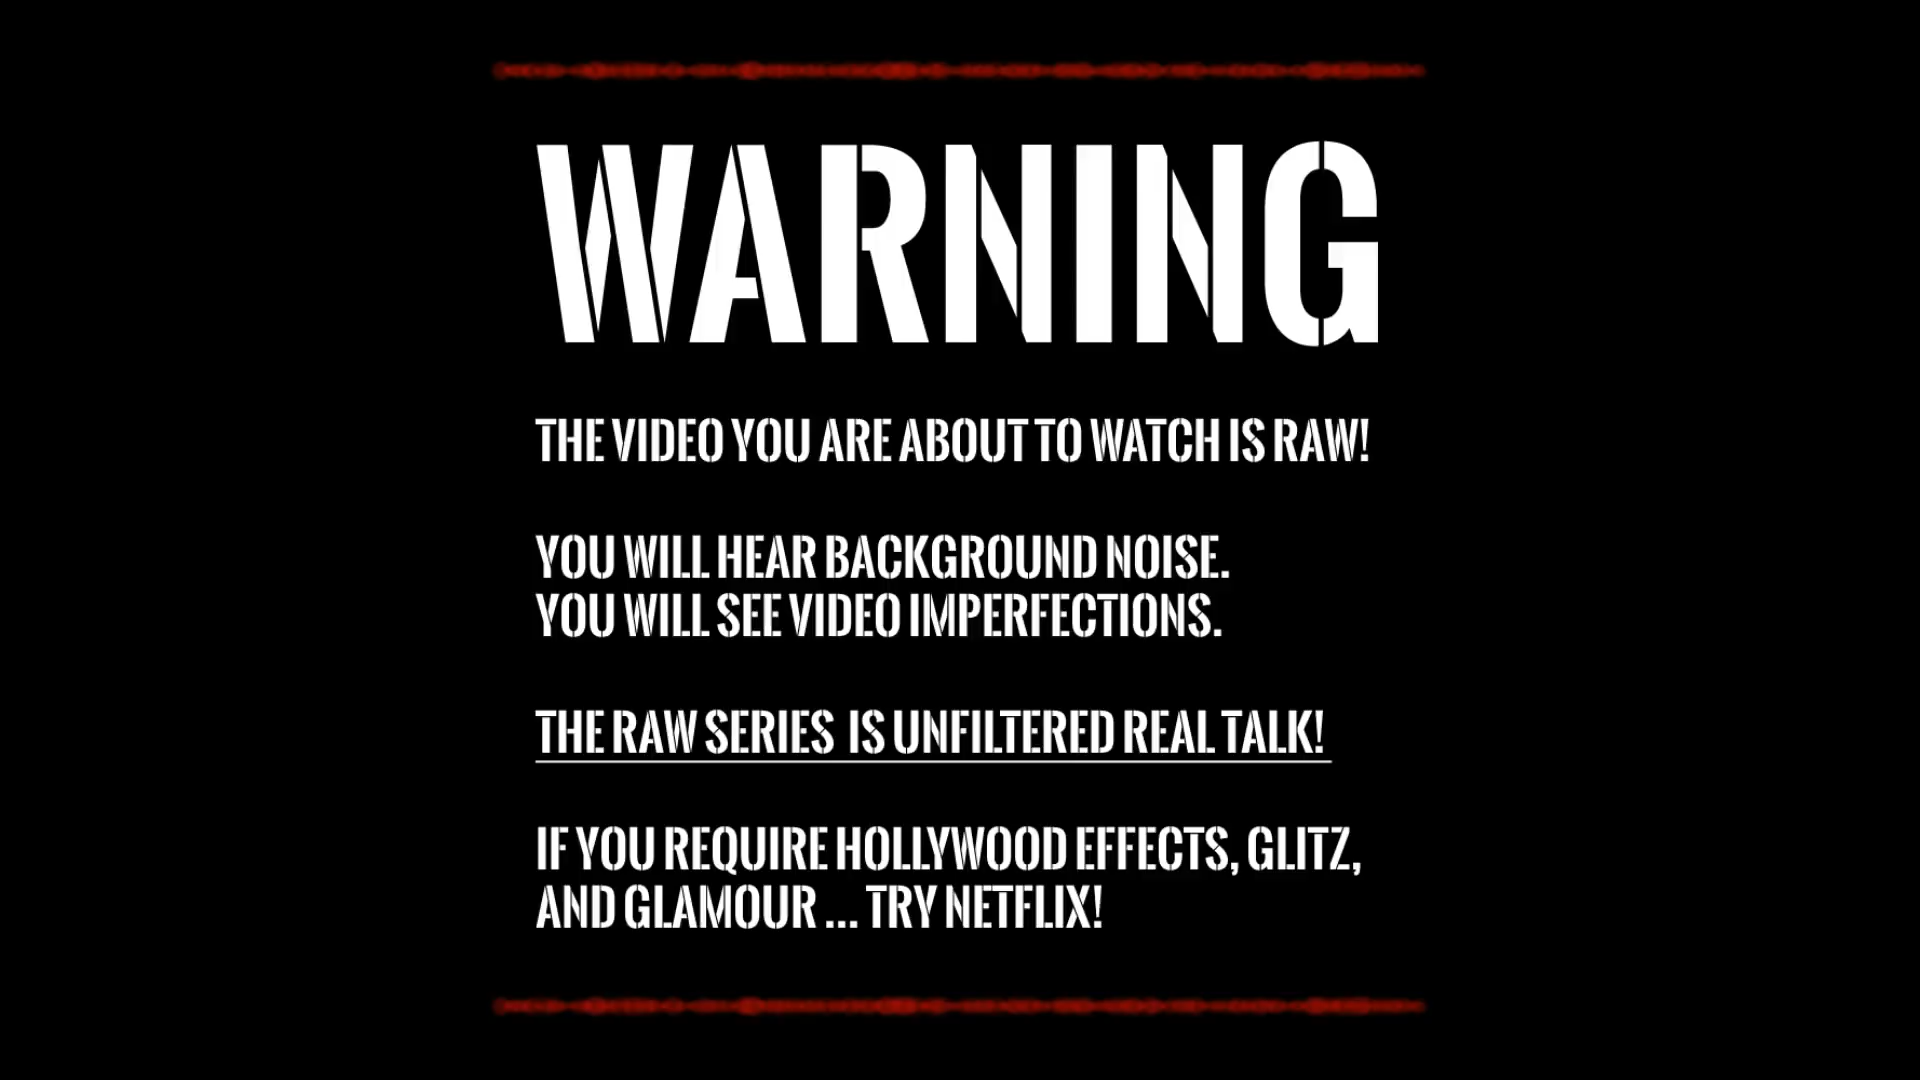 WARNING
THE VIDEO YOU ARE ABOUT TO WATCH IS RAW!
YOU WILL HEAR BACKGROUND NOISE.
YOU WILL SEE VIDEO IMPERFECTIONS.
THE RAW SERIES IS UNFILTERED REAL TALK!
IF YOU REQUIRE HOLLYWOOD EFFECTS, GLITZ,
AND GLAMOUR ... TRY NETFLIX!